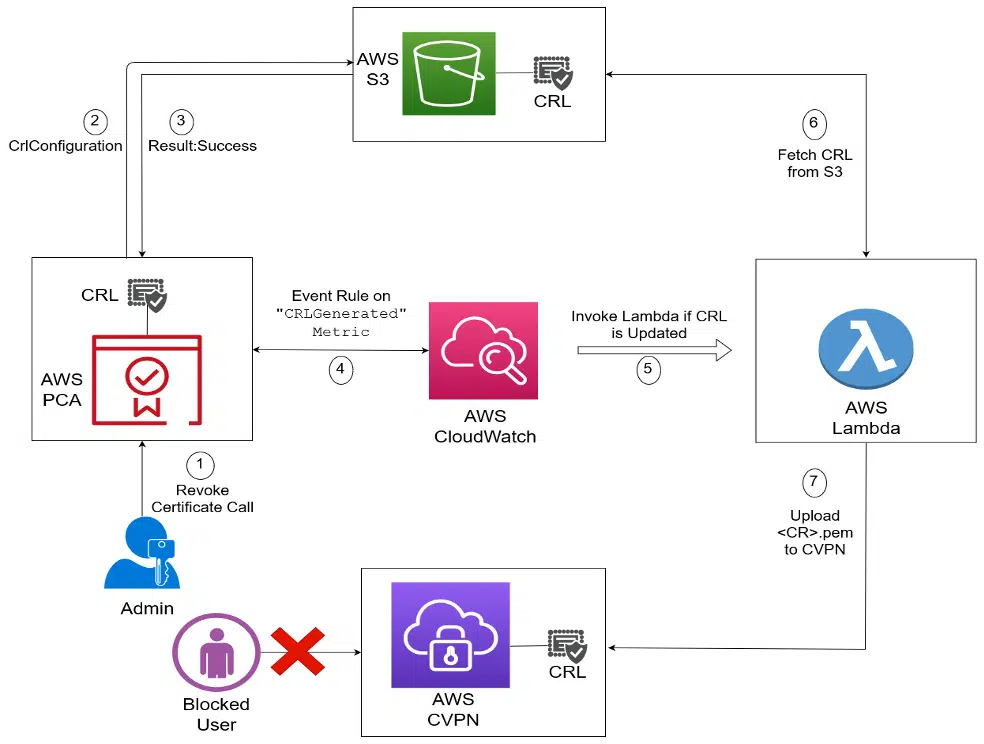 AWS
S3
CRL
2
CrlConfiguration
3
Result:Success
6
Fetch CRL
from S3
CRL
AWS
PCA
Event Rule on
"CRLGenerated"
Metric
4
AWS
CloudWatch
Invoke Lambda if CRL
is Updated
5
AWS
Lambda
1
Revoke
Certificate Call
Admin
7
Upload
<CR>.pem
to CVPN
Blocked
User
AWS
CVPN
CRL